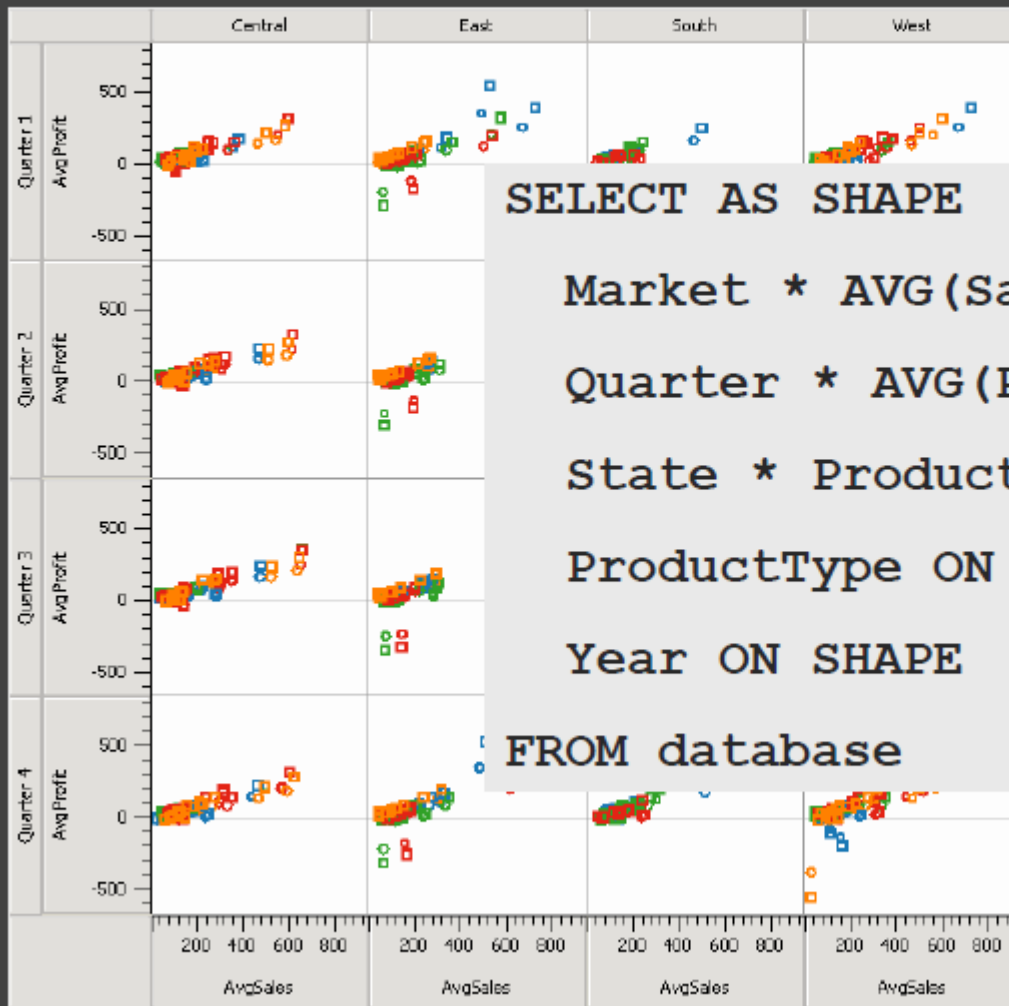 Central East South West
Quarter 1
AvgProfit
500
0
-500
Quarter 2
AvgProfit
500
0
-500
Quarter 3
AvgProfit
500
0
-500
Quarter 4
AvgProfit
500
0
-500
SELECT AS SHAPE
Market * AVG(Sa
Quarter * AVG(P
State * Product
ProductType ON
Year ON SHAPE
FROM database
200 400 600 800 200 400 600 800 200 400 600 800 200 400 600 800
AvgSales AvgSales AvgSales AvgSales